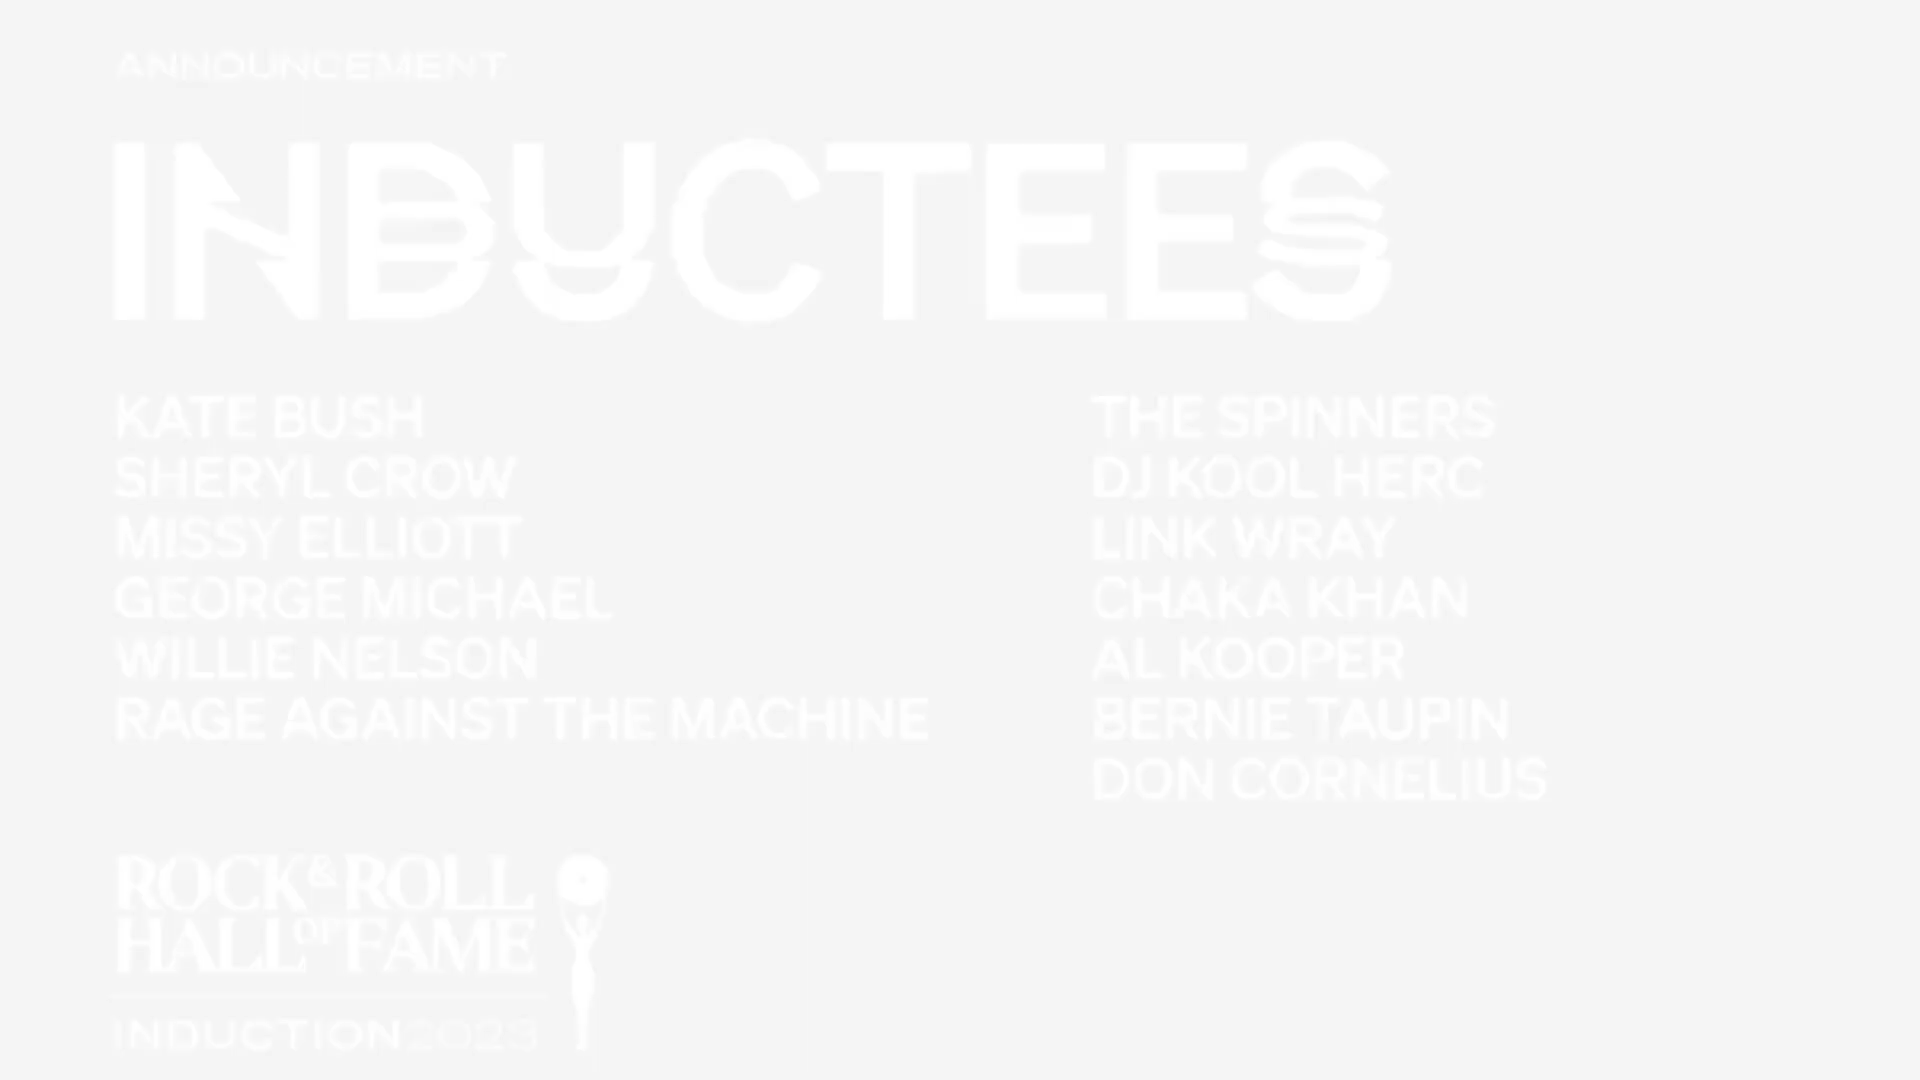 ANNOUNCEMENT
INDUCTEES
KATE BUSH
SHERYL CROW
MISSY ELLIOTT
GEORGE MICHAEL
WILLIE NELSON
RAGE AGAINST THE MACHINE
THE SPINNERS
DJ KOOL HERC
LINK WRAY
CHAKA KHAN
AL KOOPER
BERNIE TAUPIN
DON CORNELIUS
ROCK & ROLL
HALL OF FAME
INDUCTION 2023